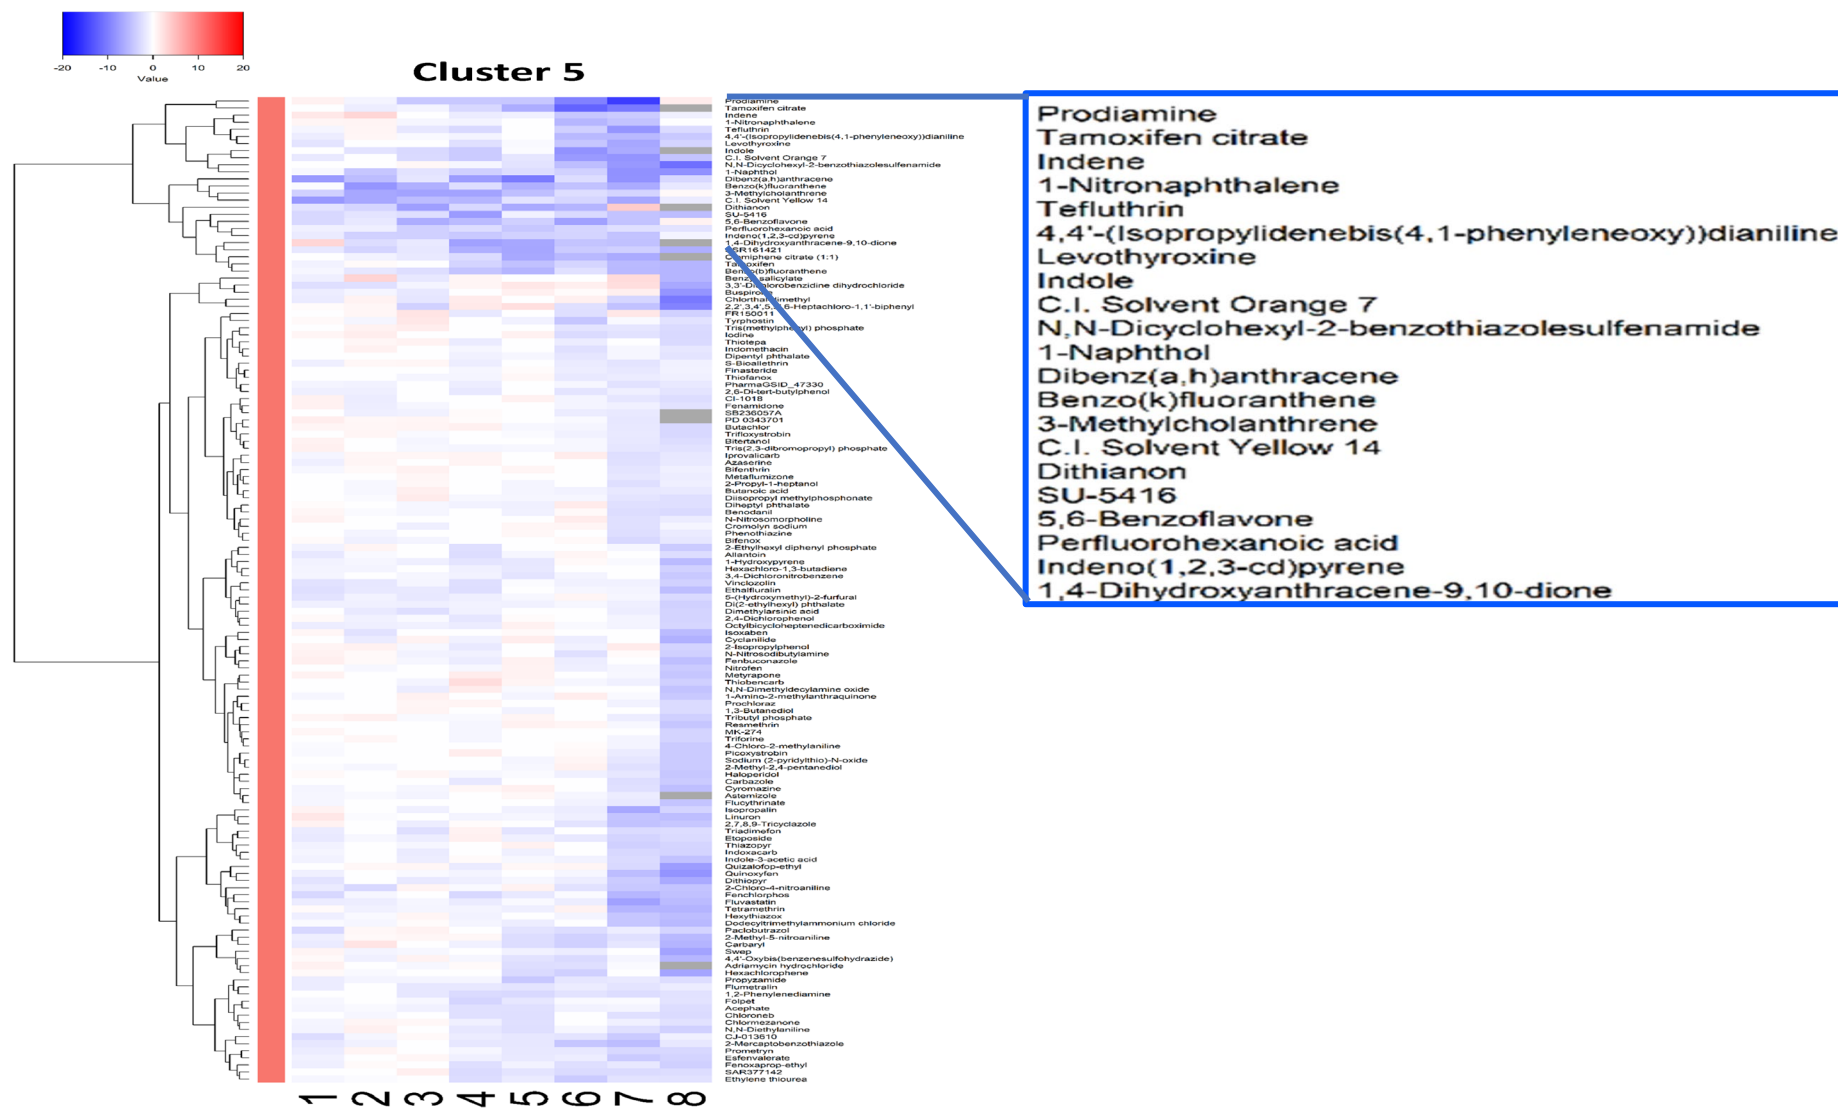 -20 -10 0 10 20
Value
Cluster 5
Prodiamine
Tamoxifen citrate
Indene
1-Nitronaphthalene
Tefluthrin
4,4'-(Isopropylidenebis(4,1-phenyleneoxy))dianiline
Levothyroxine
Indole
C.I. Solvent Orange 7
N,N-Dicyclohexyl-2-benzothiazolesulfenamide
1-Naphthol
Dibenz(a,h)anthracene
Benzo(k)fluoranthene
3-Methylcholanthrene
C.I. Solvent Yellow 14
Dithianon
SU-5416
5,6-Benzoflavone
Perfluorohexanoic acid
Indeno(1,2,3-cd)pyrene
1,4-Dihydroxyanthracene-9,10-dione
SSR161421
Clomiphene citrate (1:1)
Tamoxifen
Benzo(b)fluoranthene
Benzyl salicylate
3,3'-Dichlorobenzidine dihydrochloride
Buspirone
Chlorthal-dimethyl
2,2',3,4',5,5',6-Heptachloro-1,1'-biphenyl
FR150011
Tyrphostin
Tris(methylphenyl) phosphate
Iodine
Thiotepa
Indomethacin
Dipentyl phthalate
S-Bioallethrin
Finasteride
Thiofanox
PharmaGSID_47330
2,6-Di-tert-butylphenol
CI-1018
Fenamidone
SB236057A
PD 0343701
Butachlor
Trifloxystrobin
Bitertanol
Tris(2,3-dibromopropyl) phosphate
Iprovalicarb
Azaserine
Bifenthrin
Metaflumizone
2-Propyl-1-heptanol
Butanoic acid
Diisopropyl methylphosphonate
Diheptyl phthalate
Benodanil
N-Nitrosomorpholine
Cromolyn sodium
Phenothiazine
Bifenox
2-Ethylhexyl diphenyl phosphate
Allantoin
1-Hydroxypyrene
Hexachloro-1,3-butadiene
3,4-Dichloronitrobenzene
Vinclozolin
Ethalfluralin
5-(Hydroxymethyl)-2-furfural
Di(2-ethylhexyl) phthalate
Dimethylarsinic acid
2,4-Dichlorophenol
Octylbicycloheptenedicarboximide
Isoxaben
Cyclanilide
2-Isopropylphenol
N-Nitrosodibutylamine
Fenbuconazole
Nitrofen
Metyrapone
Thiobencarb
N,N-Dimethyldecylamine oxide
1-Amino-2-methylanthraquinone
Prochloraz
1,3-Butanediol
Tributyl phosphate
Resmethrin
MK-274
Triforine
4-Chloro-2-methylaniline
Picoxystrobin
Sodium (2-pyridylthio)-N-oxide
2-Methyl-2,4-pentanediol
Haloperidol
Carbazole
Cyromazine
Astemizole
Flucythrinate
Isopropalin
Linuron
2,7,8,9-Tricyclazole
Triadimefon
Etoposide
Thiazopyr
Indoxacarb
Indole-3-acetic acid
Quizalofop-ethyl
Quinoxyfen
Dithiopyr
2-Chloro-4-nitroaniline
Fenchlorphos
Fluvastatin
Tetramethrin
Hexythiazox
Dodecyltrimethylammonium chloride
Paclobutrazol
2-Methyl-5-nitroaniline
Carbaryl
Swep
4,4'-Oxybis(benzenesulfohydrazide)
Adriamycin hydrochloride
Hexachlorophene
Propyzamide
Flumetralin
1,2-Phenylenediamine
Folpet
Acephate
Chloroneb
Chlormezanone
N,N-Diethylaniline
CJ-013610
2-Mercaptobenzothiazole
Prometryn
Esfenvalerate
Fenoxaprop-ethyl
SAR377142
Ethylene thiourea
1 2 3 4 5 6 7 8
Prodiamine
Tamoxifen citrate
Indene
1-Nitronaphthalene
Tefluthrin
4,4'-(Isopropylidenebis(4,1-phenyleneoxy))dianiline
Levothyroxine
Indole
C.I. Solvent Orange 7
N,N-Dicyclohexyl-2-benzothiazolesulfenamide
1-Naphthol
Dibenz(a,h)anthracene
Benzo(k)fluoranthene
3-Methylcholanthrene
C.I. Solvent Yellow 14
Dithianon
SU-5416
5,6-Benzoflavone
Perfluorohexanoic acid
Indeno(1,2,3-cd)pyrene
1,4-Dihydroxyanthracene-9,10-dione